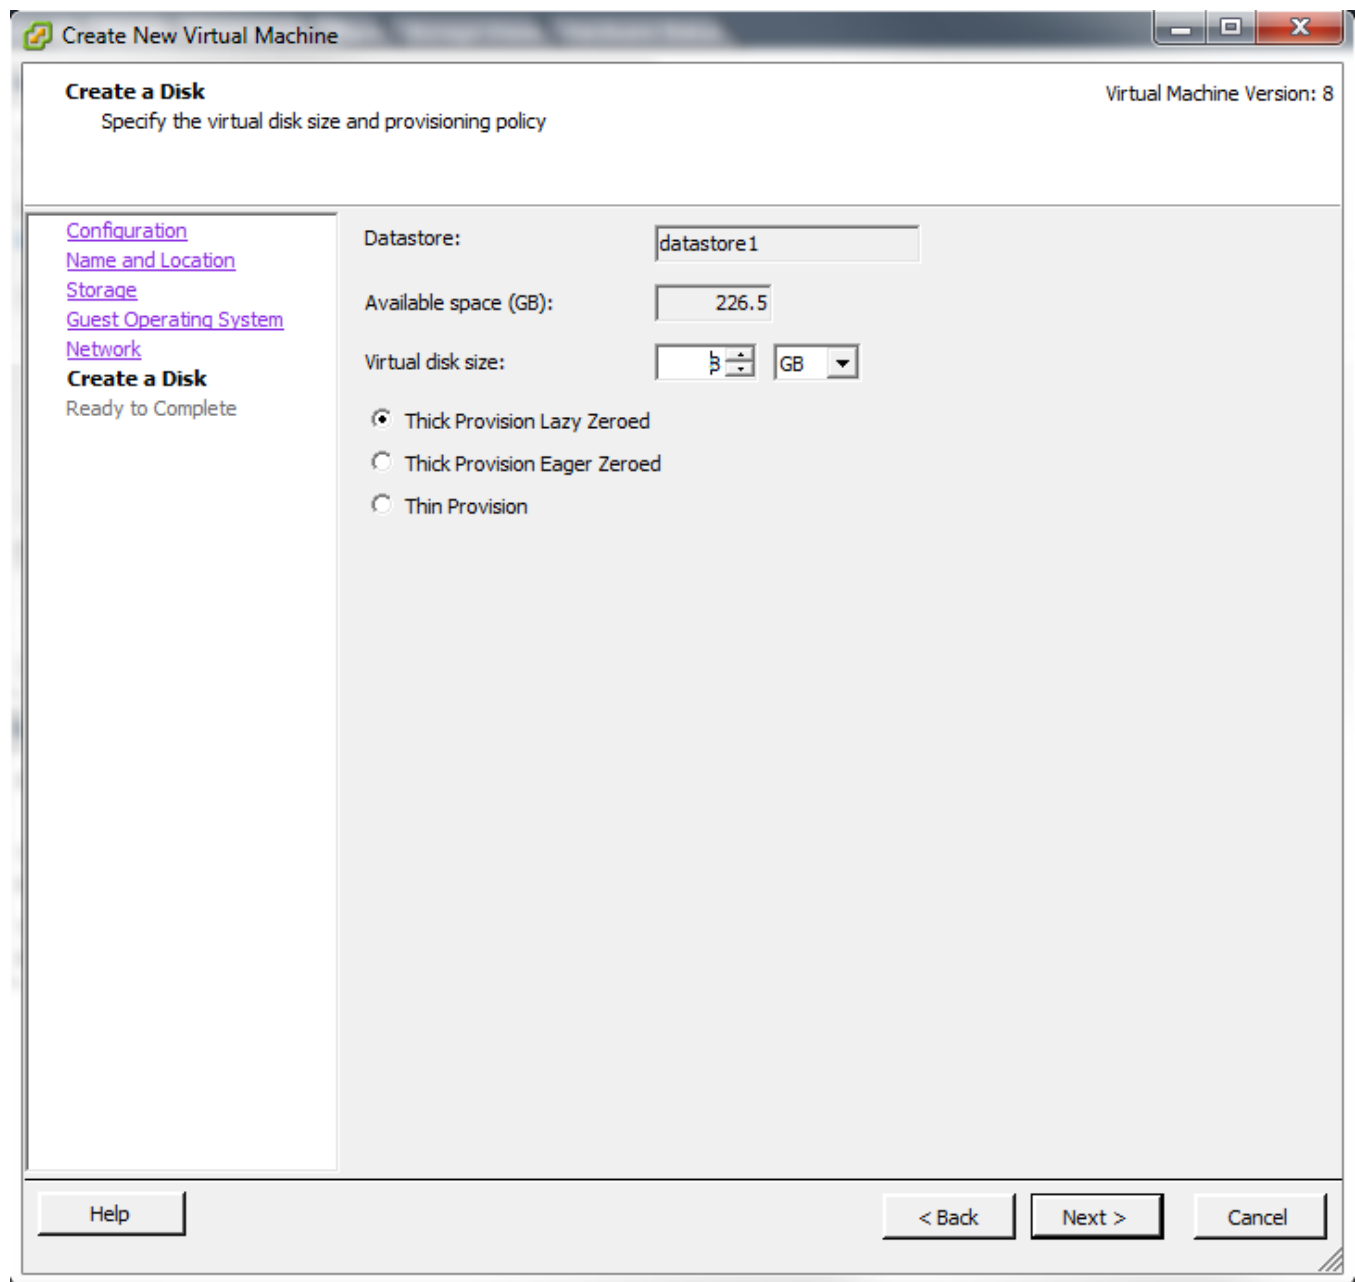 Create New Virtual Machine
Create a Disk
Virtual Machine Version: 8
Specify the virtual disk size and provisioning policy
Configuration
Name and Location
Storage
Guest Operating System
Network
Create a Disk
Ready to Complete
Datastore: datastore1
Available space (GB): 226.5
Virtual disk size: 3 GB
Thick Provision Lazy Zeroed
Thick Provision Eager Zeroed
Thin Provision
Help
< Back
Next >
Cancel